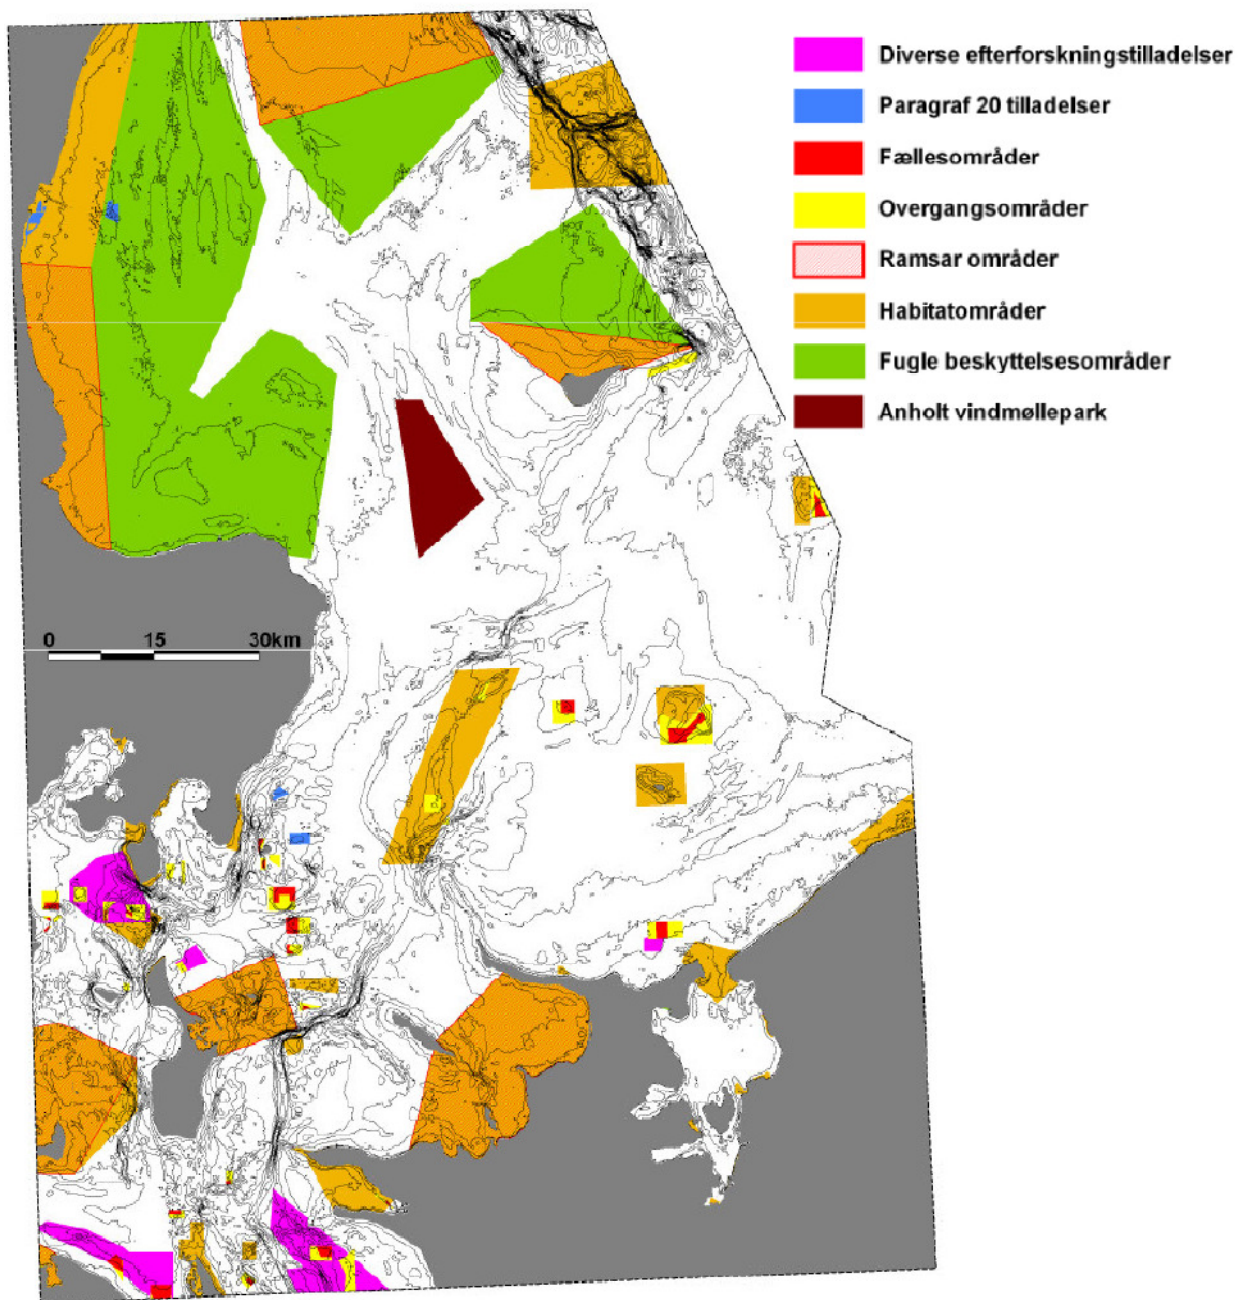 Diverse efterforskningstilladelser
Paragraf 20 tilladelser
Fællesområder
Overgangsområder
Ramsar områder
Habitatområder
Fugle beskyttelsesområder
Anholt vindmøllepark
0 15 30km